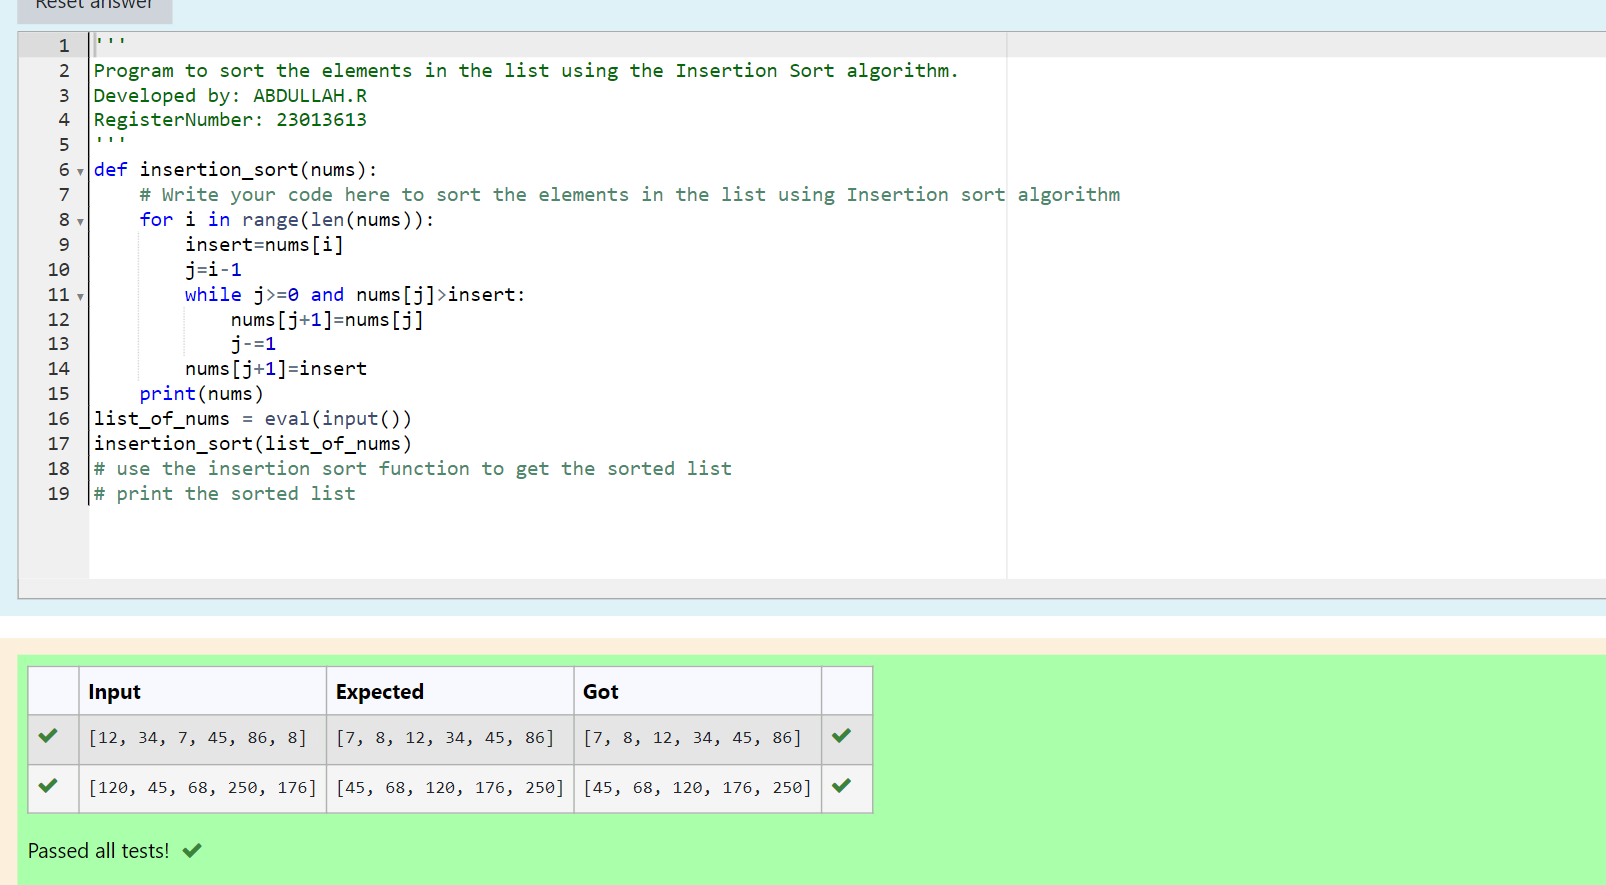 Reset answer
1 '''
2 Program to sort the elements in the list using the Insertion Sort algorithm.
3 Developed by: ABDULLAH.R
4 RegisterNumber: 23013613
5 '''
6 def insertion_sort(nums):
7     # Write your code here to sort the elements in the list using Insertion sort algorithm
8     for i in range(len(nums)):
9         insert=nums[i]
10         j=i-1
11         while j>=0 and nums[j]>insert:
12             nums[j+1]=nums[j]
13             j-=1
14         nums[j+1]=insert
15     print(nums)
16 list_of_nums = eval(input())
17 insertion_sort(list_of_nums)
18 # use the insertion sort function to get the sorted list
19 # print the sorted list
Input Expected Got
[12, 34, 7, 45, 86, 8] [7, 8, 12, 34, 45, 86] [7, 8, 12, 34, 45, 86]
[120, 45, 68, 250, 176] [45, 68, 120, 176, 250] [45, 68, 120, 176, 250]
Passed all tests!